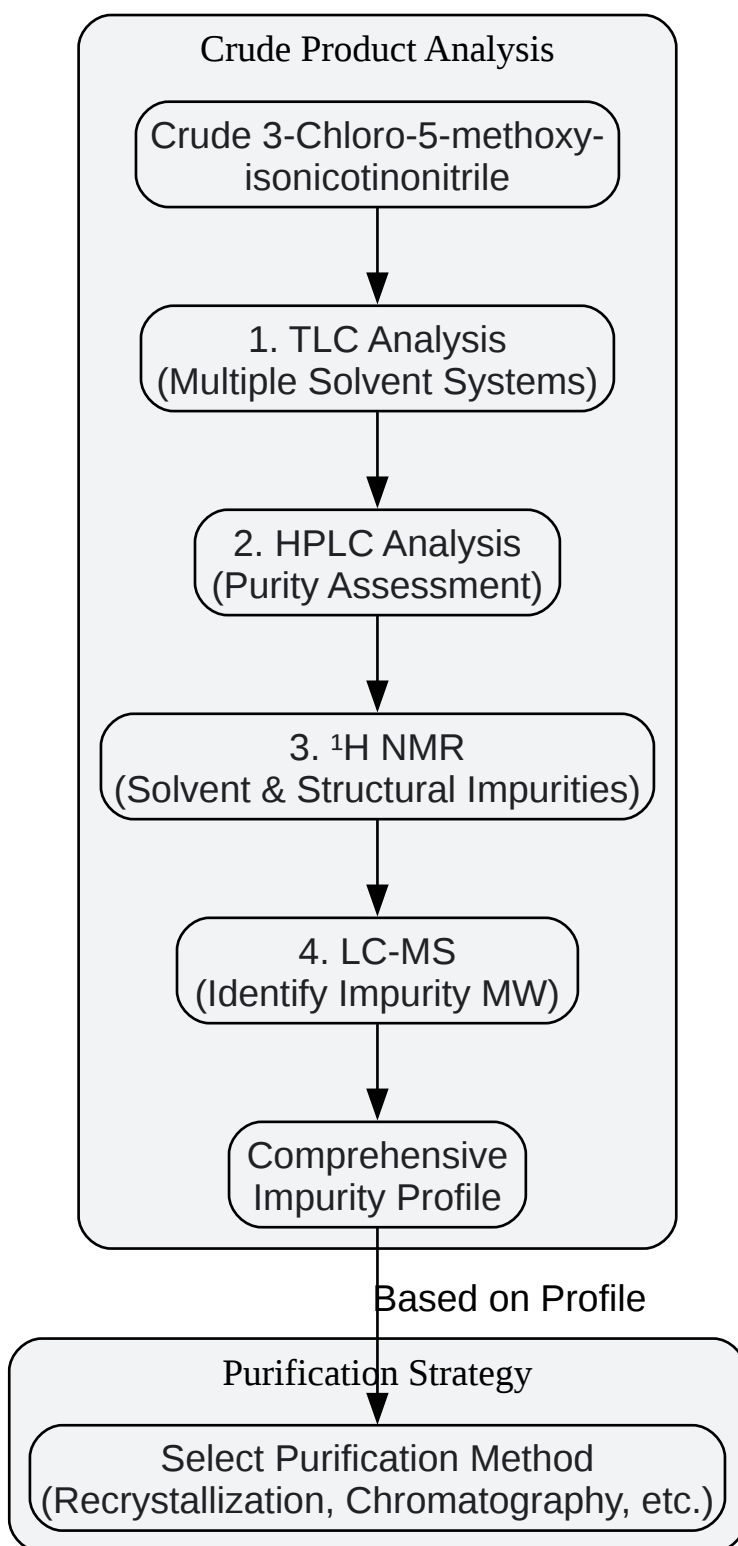 Crude Product Analysis
Crude 3-Chloro-5-methoxy-
isonicotinonitrile
1. TLC Analysis
(Multiple Solvent Systems)
2. HPLC Analysis
(Purity Assessment)
3. ¹H NMR
(Solvent & Structural Impurities)
4. LC-MS
(Identify Impurity MW)
Comprehensive
Impurity Profile
Based on Profile
Purification Strategy
Select Purification Method
(Recrystallization, Chromatography, etc.)